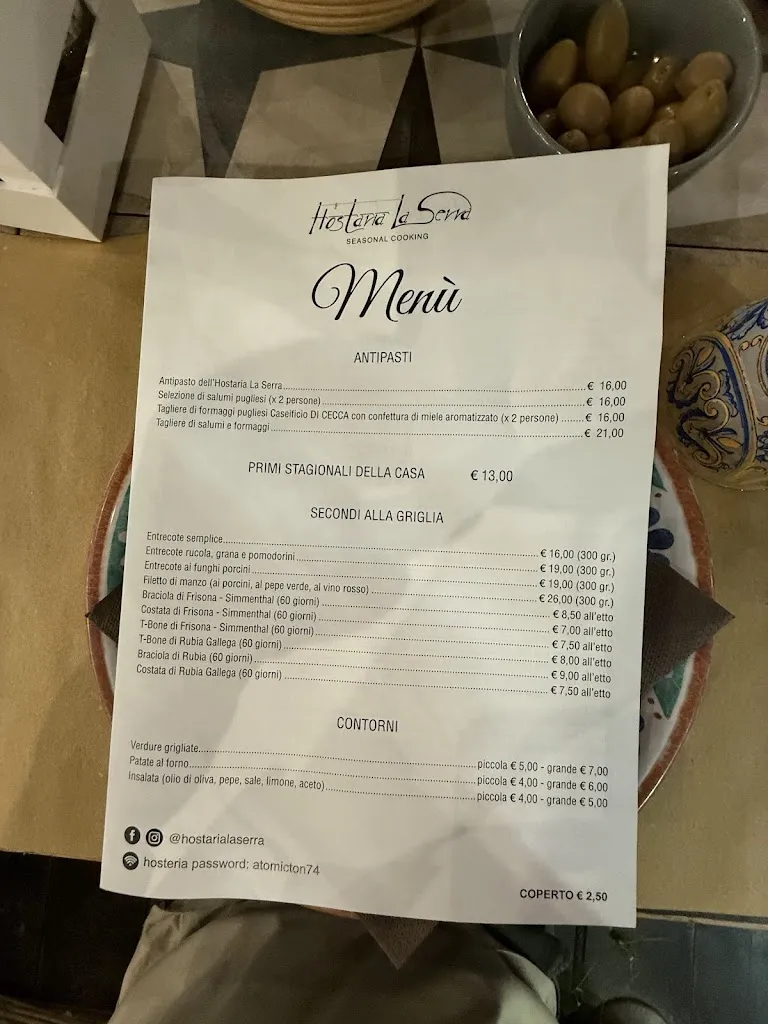 Hostaria La Serra
SEASONAL COOKING
Menù
ANTIPASTI
Antipasto dell'Hostaria La Serra........€ 16,00
Selezione di salumi pugliesi (x 2 persone)........€ 16,00
Tagliere di formaggi pugliesi Caseificio DI CECCA con confettura di miele aromatizzato (x 2 persone)........€ 16,00
Tagliere di salumi e formaggi........€ 21,00
PRIMI STAGIONALI DELLA CASA € 13,00
SECONDI ALLA GRIGLIA
Entrecote semplice........€ 16,00 (300 gr.)
Entrecote rucola, grana e pomodorini........€ 19,00 (300 gr.)
Entrecote ai funghi porcini........€ 19,00 (300 gr.)
Filetto di manzo (ai porcini, al pepe verde, al vino rosso)........€ 26,00 (300 gr.)
Braciola di Frisona - Simmenthal (60 giorni)........€ 8,50 all'etto
Costata di Frisona - Simmenthal (60 giorni)........€ 7,00 all'etto
T-Bone di Frisona - Simmenthal (60 giorni)........€ 7,50 all'etto
T-Bone di Rubia Gallega (60 giorni)........€ 8,00 all'etto
Braciola di Rubia (60 giorni)........€ 9,00 all'etto
Costata di Rubia Gallega (60 giorni)........€ 7,50 all'etto
CONTORNI
Verdure grigliate........piccola € 5,00 - grande € 7,00
Patate al forno........piccola € 4,00 - grande € 6,00
Insalata (olio di oliva, pepe, sale, limone, aceto)........piccola € 4,00 - grande € 5,00
@hostarialaserra
hosteria password: atomicton74
COPERTO € 2,50